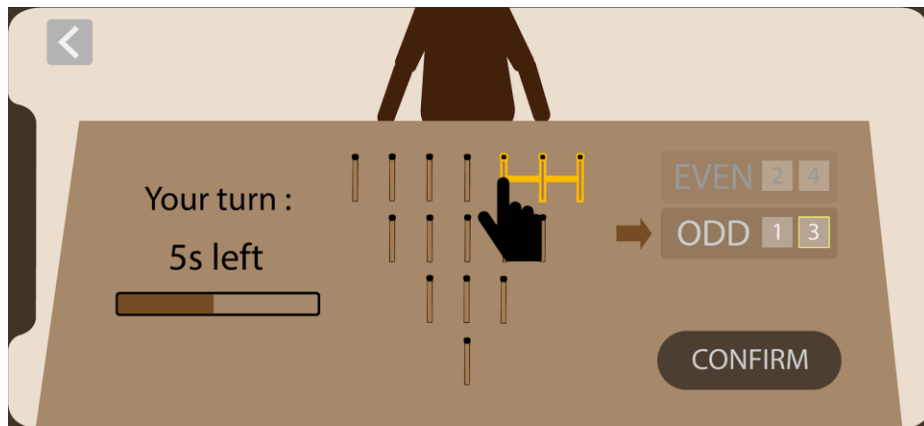 Your turn :
5s left
EVEN 2 4
ODD 1 3
CONFIRM